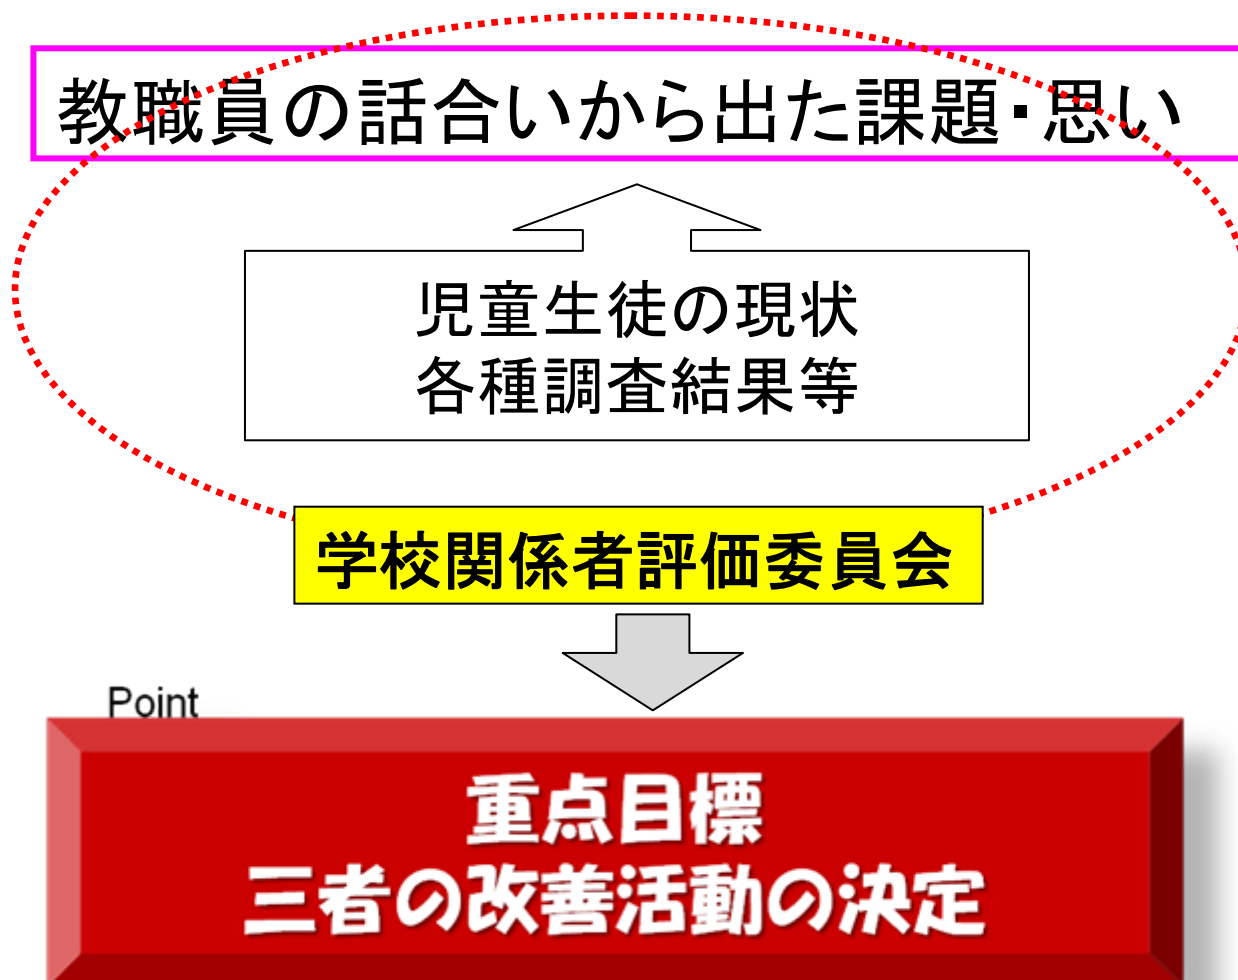 教職員の話合いから出た課題・思い
児童生徒の現状
各種調査結果等
学校関係者評価委員会
Point
重点目標
三者の改善活動の決定